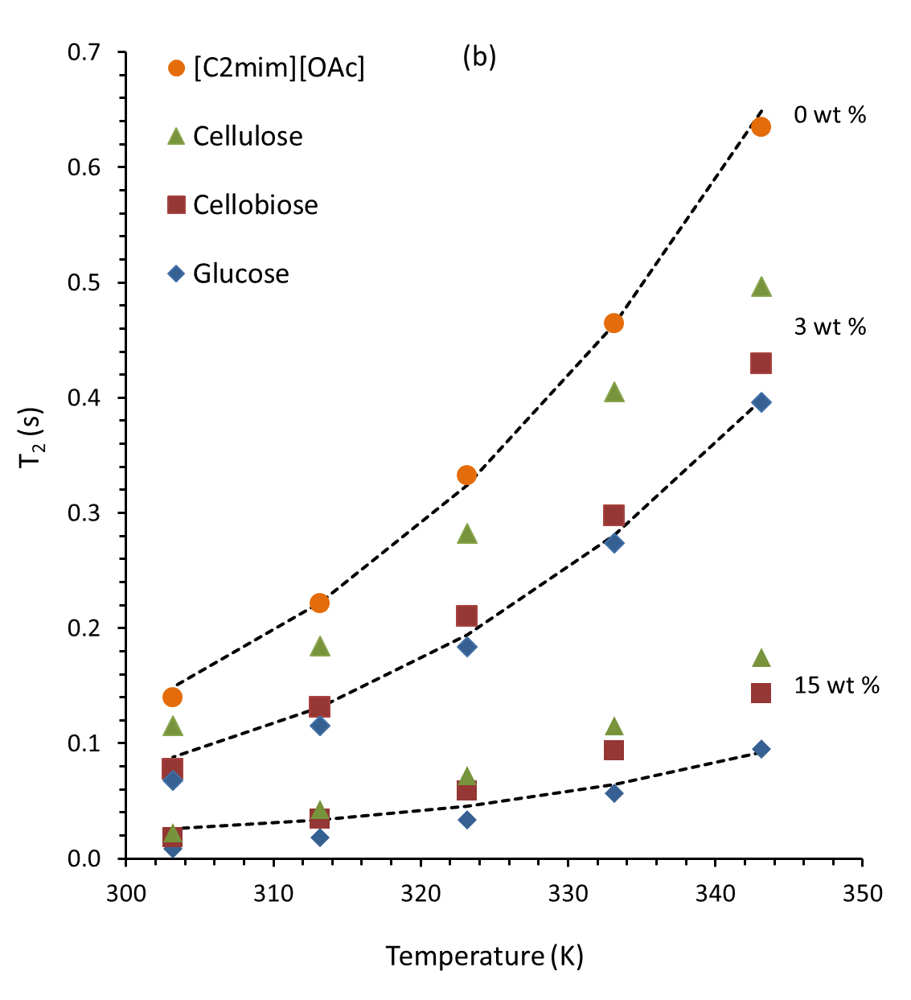 (b)
[C2mim][OAc]
Cellulose
Cellobiose
Glucose
0 wt %
3 wt %
15 wt %
T2 (s)
0.7
0.6
0.5
0.4
0.3
0.2
0.1
0.0
300 310 320 330 340 350
Temperature (K)